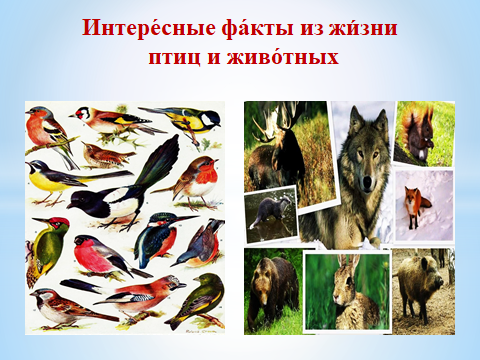 Интере́сные фа́кты из жи́зни
птиц и живо́тных